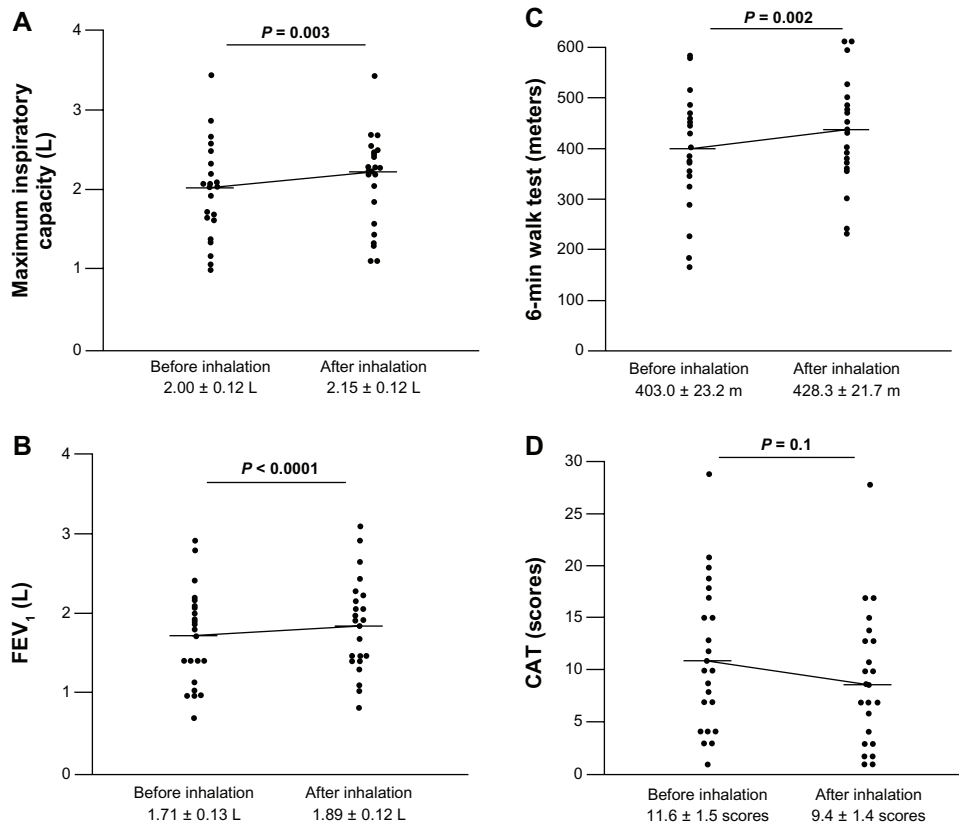 A
P = 0.003
Maximum inspiratory
capacity (L)
4
3
2
1
0
Before inhalation
2.00 ± 0.12 L
After inhalation
2.15 ± 0.12 L
B
P < 0.0001
FEV₁ (L)
4
3
2
1
0
Before inhalation
1.71 ± 0.13 L
After inhalation
1.89 ± 0.12 L
C
P = 0.002
6-min walk test (meters)
600
500
400
300
200
100
0
Before inhalation
403.0 ± 23.2 m
After inhalation
428.3 ± 21.7 m
D
P = 0.1
CAT (scores)
30
25
20
15
10
5
0
Before inhalation
11.6 ± 1.5 scores
After inhalation
9.4 ± 1.4 scores